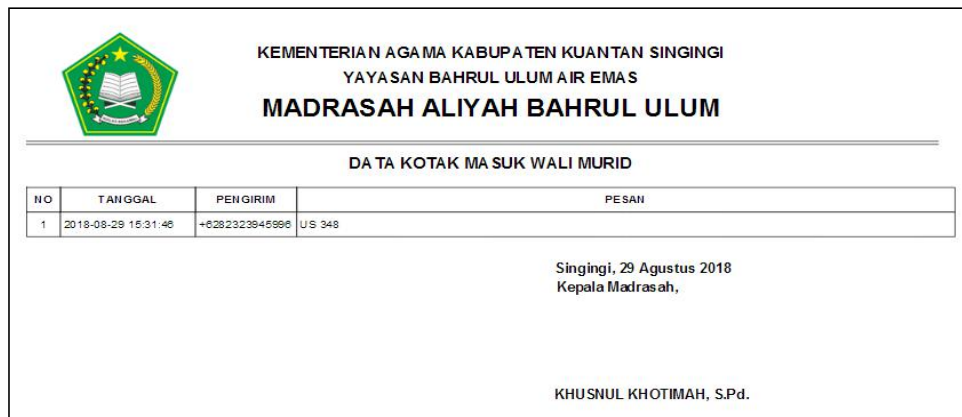 KEMENTERIAN AGAMA KABUPATEN KUANTAN SINGINGI
YAYASAN BAHRUL ULUM AIR EMAS
MADRASAH ALIYAH BAHRUL ULUM
DATA KOTAK MASUK WALI MURID
NO TANGGAL PENGIRIM PESAN
1 2018-08-29 15:31:46 +6282323945996 US 348
Singingi, 29 Agustus 2018
Kepala Madrasah,
KHUSNUL KHOTIMAH, S.Pd.